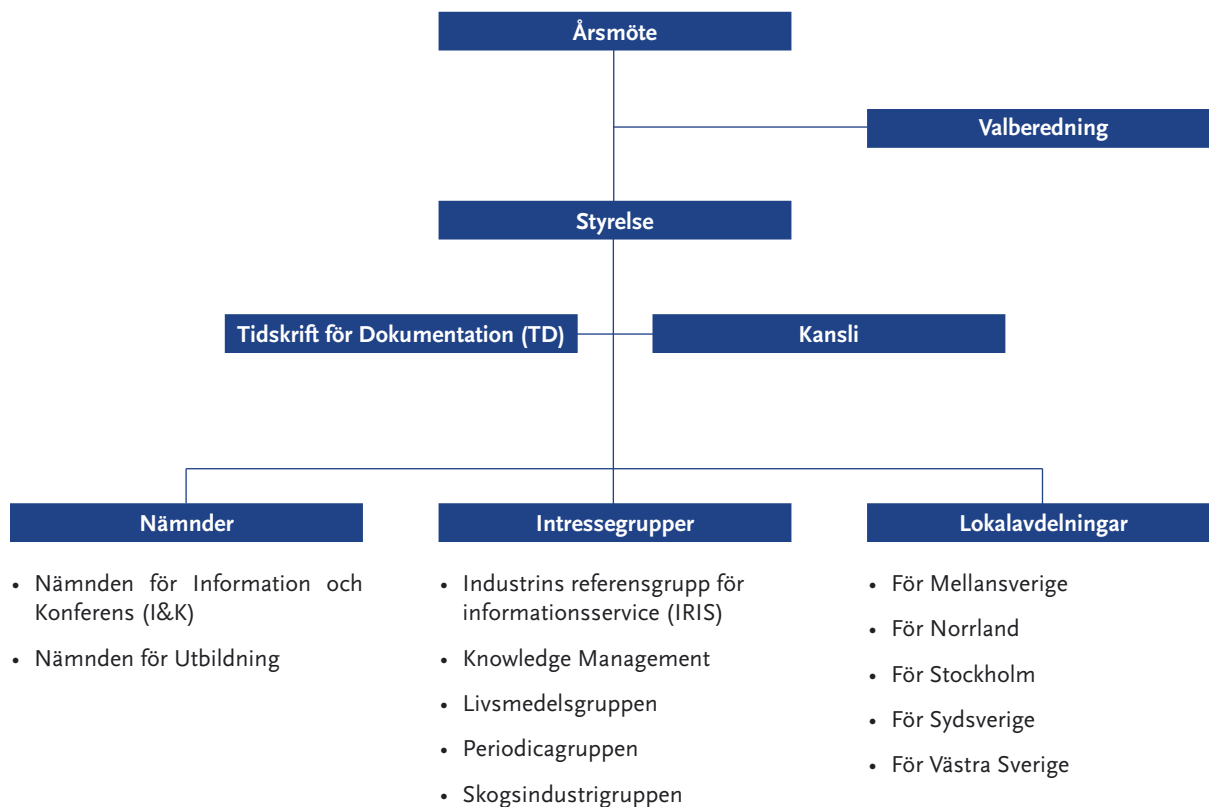 Årsmöte
Valberedning
Styrelse
Tidskrift för Dokumentation (TD)
Kansli
Nämnder
• Nämnden för Information och
Konferens (I&K)
• Nämnden för Utbildning
Intressegrupper
• Industrins referensgrupp för
informationsservice (IRIS)
• Knowledge Management
• Livsmedelsgruppen
• Periodicagruppen
• Skogsindustrigruppen
Lokalavdelningar
• För Mellansverige
• För Norrland
• För Stockholm
• För Sydsverige
• För Västra Sverige